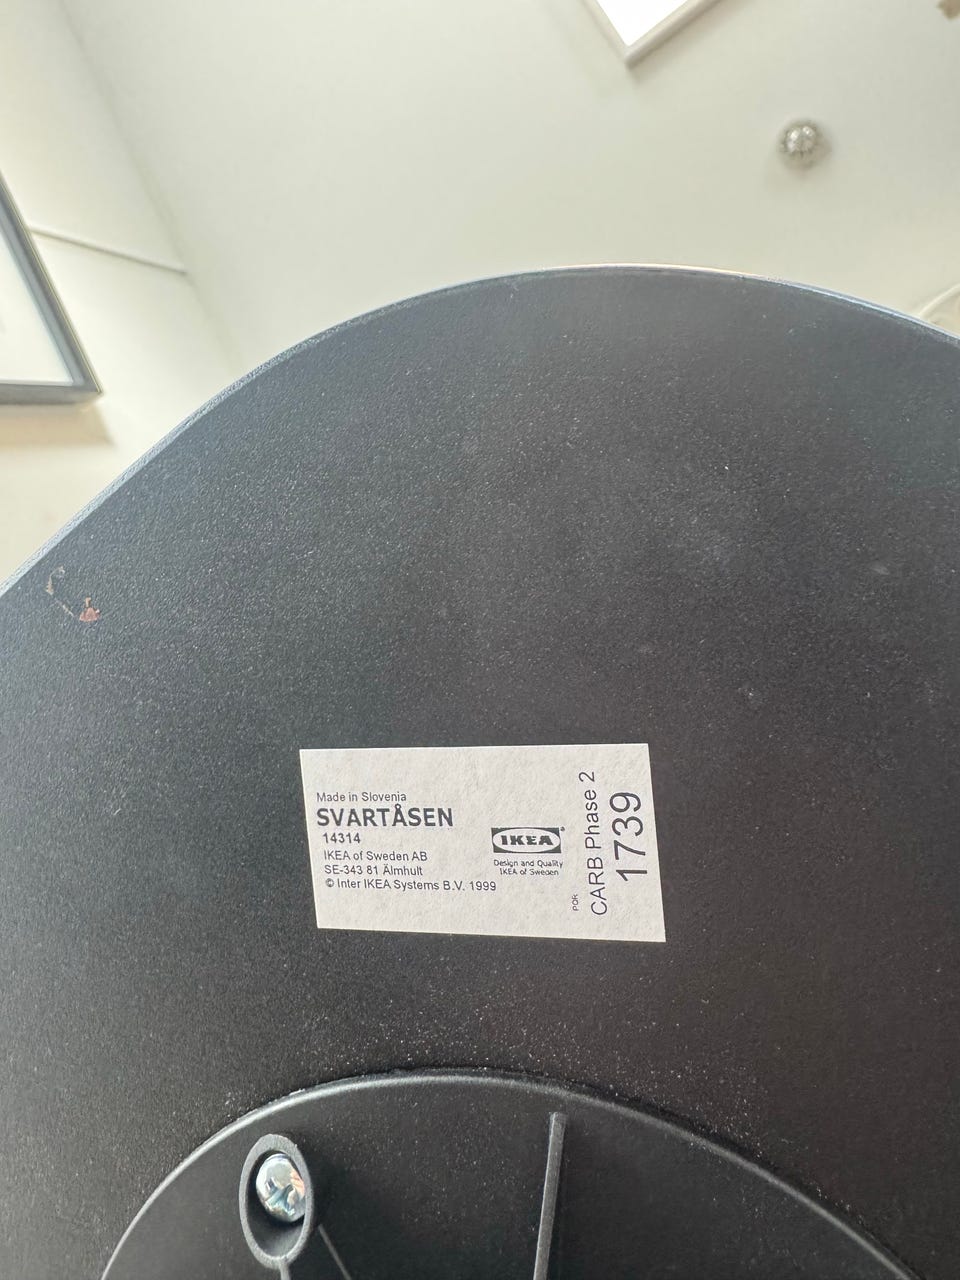 Made in Slovenia
SVARTÅSEN
14314
IKEA of Sweden AB
SE-343 81 Älmhult
© Inter IKEA Systems B.V. 1999
IKEA®
Design and Quality
IKEA of Sweden
PQR
CARB Phase 2
1739